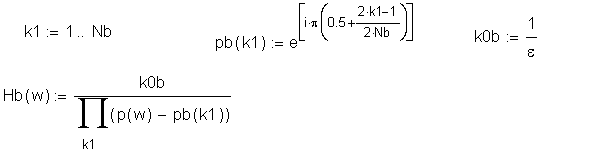 k1 := 1 .. Nb    pb(k1) := e^[i·π(0.5+(2·k1−1)/(2·Nb))]    k0b := 1/ε
Hb(w) := k0b/∏_k1 (p(w) − pb(k1))